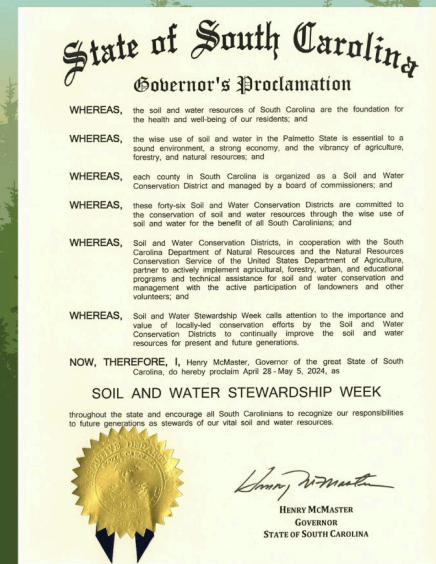 State of South Carolina
Governor's Proclamation
WHEREAS, the soil and water resources of South Carolina are the foundation for
the health and well-being of our residents; and
WHEREAS, the wise use of soil and water in the Palmetto State is essential to a
sound environment, a strong economy, and the vibrancy of agriculture,
forestry, and natural resources; and
WHEREAS, each county in South Carolina is organized as a Soil and Water
Conservation District and managed by a board of commissioners; and
WHEREAS, these forty-six Soil and Water Conservation Districts are committed to
the conservation of soil and water resources through the wise use of
soil and water for the benefit of all South Carolinians; and
WHEREAS, Soil and Water Conservation Districts, in cooperation with the South
Carolina Department of Natural Resources and the Natural Resources
Conservation Service of the United States Department of Agriculture,
partner to actively implement agricultural, forestry, urban, and educational
programs and technical assistance for soil and water conservation and
management with the active participation of landowners and other
volunteers; and
WHEREAS, Soil and Water Stewardship Week calls attention to the importance and
value of locally-led conservation efforts by the Soil and Water
Conservation Districts to continually improve the soil and water
resources for present and future generations.
NOW, THEREFORE, I, Henry McMaster, Governor of the great State of South
Carolina, do hereby proclaim April 28 - May 5, 2024, as
SOIL AND WATER STEWARDSHIP WEEK
throughout the state and encourage all South Carolinians to recognize our responsibilities
to future generations as stewards of our vital soil and water resources.
Henry McMaster
HENRY MCMASTER
GOVERNOR
STATE OF SOUTH CAROLINA